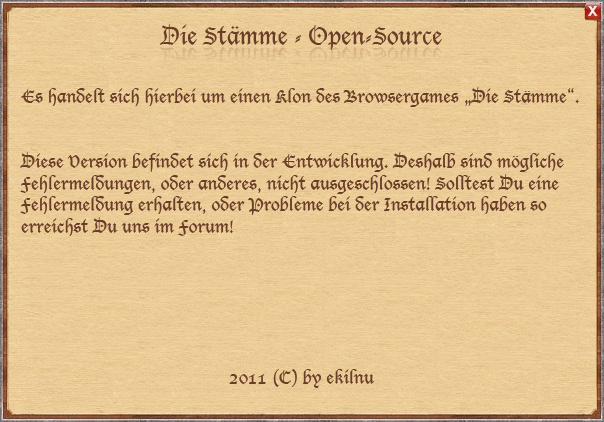 Die Stämme - Open-Source
Es handelt sich hierbei um einen Klon des Browsergames „Die Stämme“.
Diese Version befindet sich in der Entwicklung. Deshalb sind mögliche
Fehlermeldungen, oder anderes, nicht ausgeschlossen! Solltest Du eine
Fehlermeldung erhalten, oder Probleme bei der Installation haben so
erreichst Du uns im Forum!
2011 (C) by ekilnu